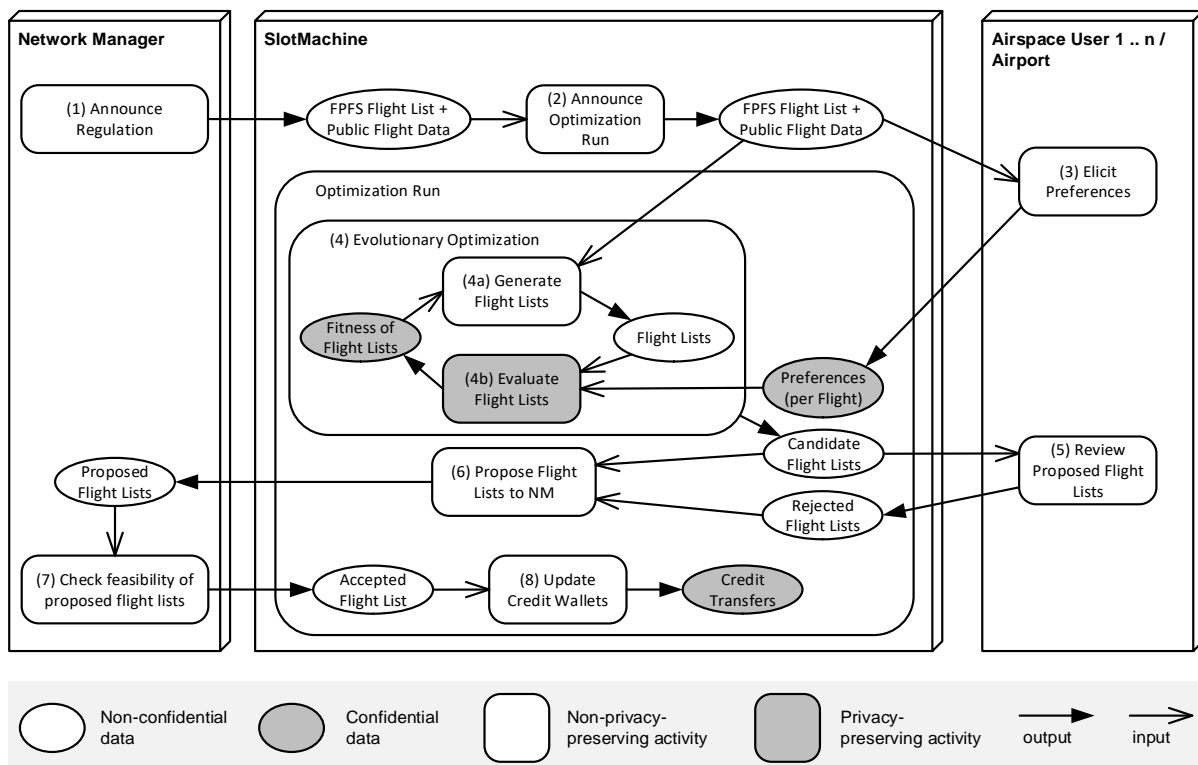 Network Manager
SlotMachine
Airspace User 1 .. n /
Airport
(1) Announce
Regulation
FPFS Flight List +
Public Flight Data
(2) Announce
Optimization
Run
FPFS Flight List +
Public Flight Data
(3) Elicit
Preferences
Optimization Run
(4) Evolutionary Optimization
(4a) Generate
Flight Lists
Fitness of
Flight Lists
Flight Lists
(4b) Evaluate
Flight Lists
Preferences
(per Flight)
Candidate
Flight Lists
(5) Review
Proposed Flight
Lists
Proposed
Flight Lists
(6) Propose Flight
Lists to NM
Rejected
Flight Lists
(7) Check feasibility of
proposed flight lists
Accepted
Flight List
(8) Update
Credit Wallets
Credit
Transfers
Non-confidential
data
Confidential
data
Non-privacy-
preserving activity
Privacy-
preserving activity
output
input